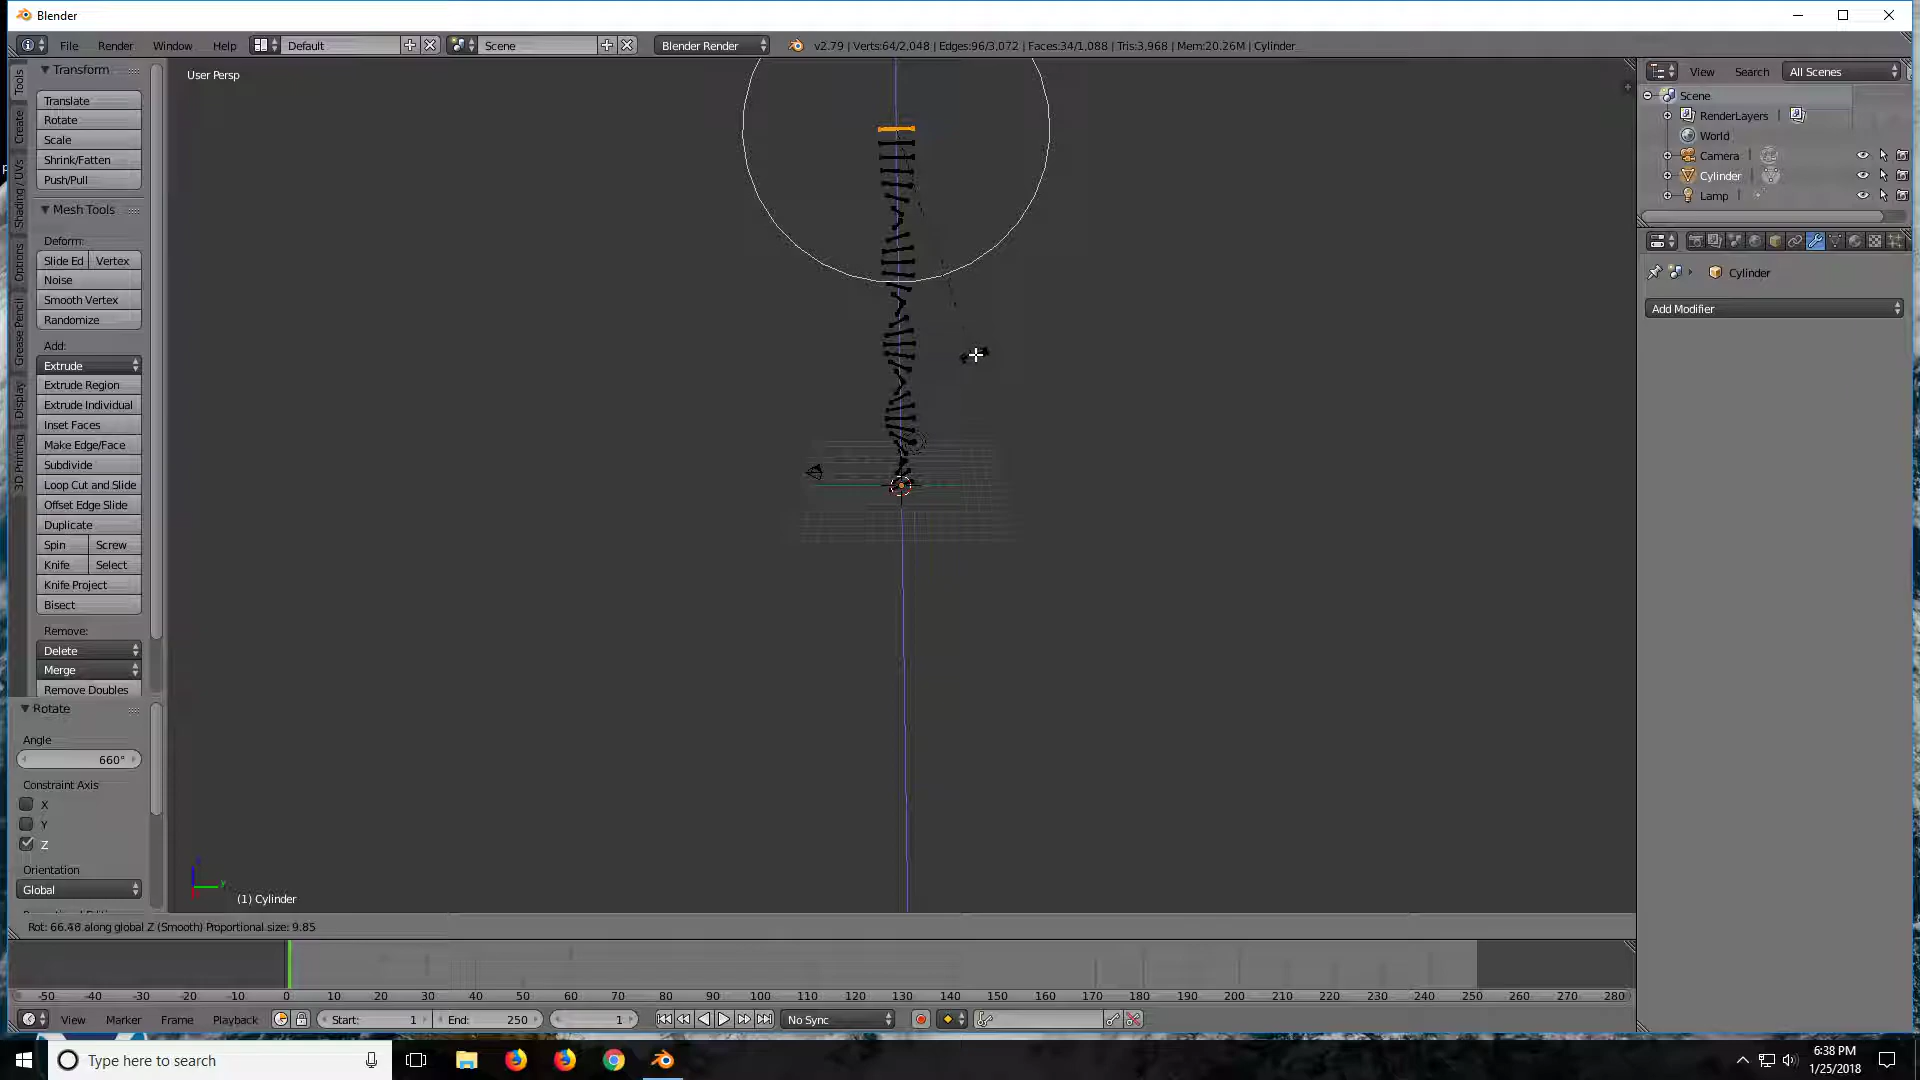 Blender
File Render Window Help Default Scene Blender Render v2.79 | Verts:64/2,048 | Edges:96/3,072 | Faces:34/1,088 | Tris:3,968 | Mem:20.26M | Cylinder
Tools
Create
Shading / UVs
Options
Grease Pencil
Display
3D Printing
Transform
Translate
Rotate
Scale
Shrink/Fatten
Push/Pull
Mesh Tools
Deform:
Slide Ed Vertex
Noise
Smooth Vertex
Randomize
Add:
Extrude
Extrude Region
Extrude Individual
Inset Faces
Make Edge/Face
Subdivide
Loop Cut and Slide
Offset Edge Slide
Duplicate
Spin Screw
Knife Select
Knife Project
Bisect
Remove:
Delete
Merge
Remove Doubles
Rotate
Angle
660°
Constraint Axis
X
Y
Z
Orientation
Global
User Persp
(1) Cylinder
Rot: 66.48 along global Z (Smooth) Proportional size: 9.85
View Search All Scenes
Scene
RenderLayers
World
Camera
Cylinder
Lamp
Cylinder
Add Modifier
-50 -40 -30 -20 -10 0 10 20 30 40 50 60 70 80 90 100 110 120 130 140 150 160 170 180 190 200 210 220 230 240 250 260 270 280
View Marker Frame Playback Start: 1 End: 250 1 No Sync
Type here to search
6:38 PM
1/25/2018